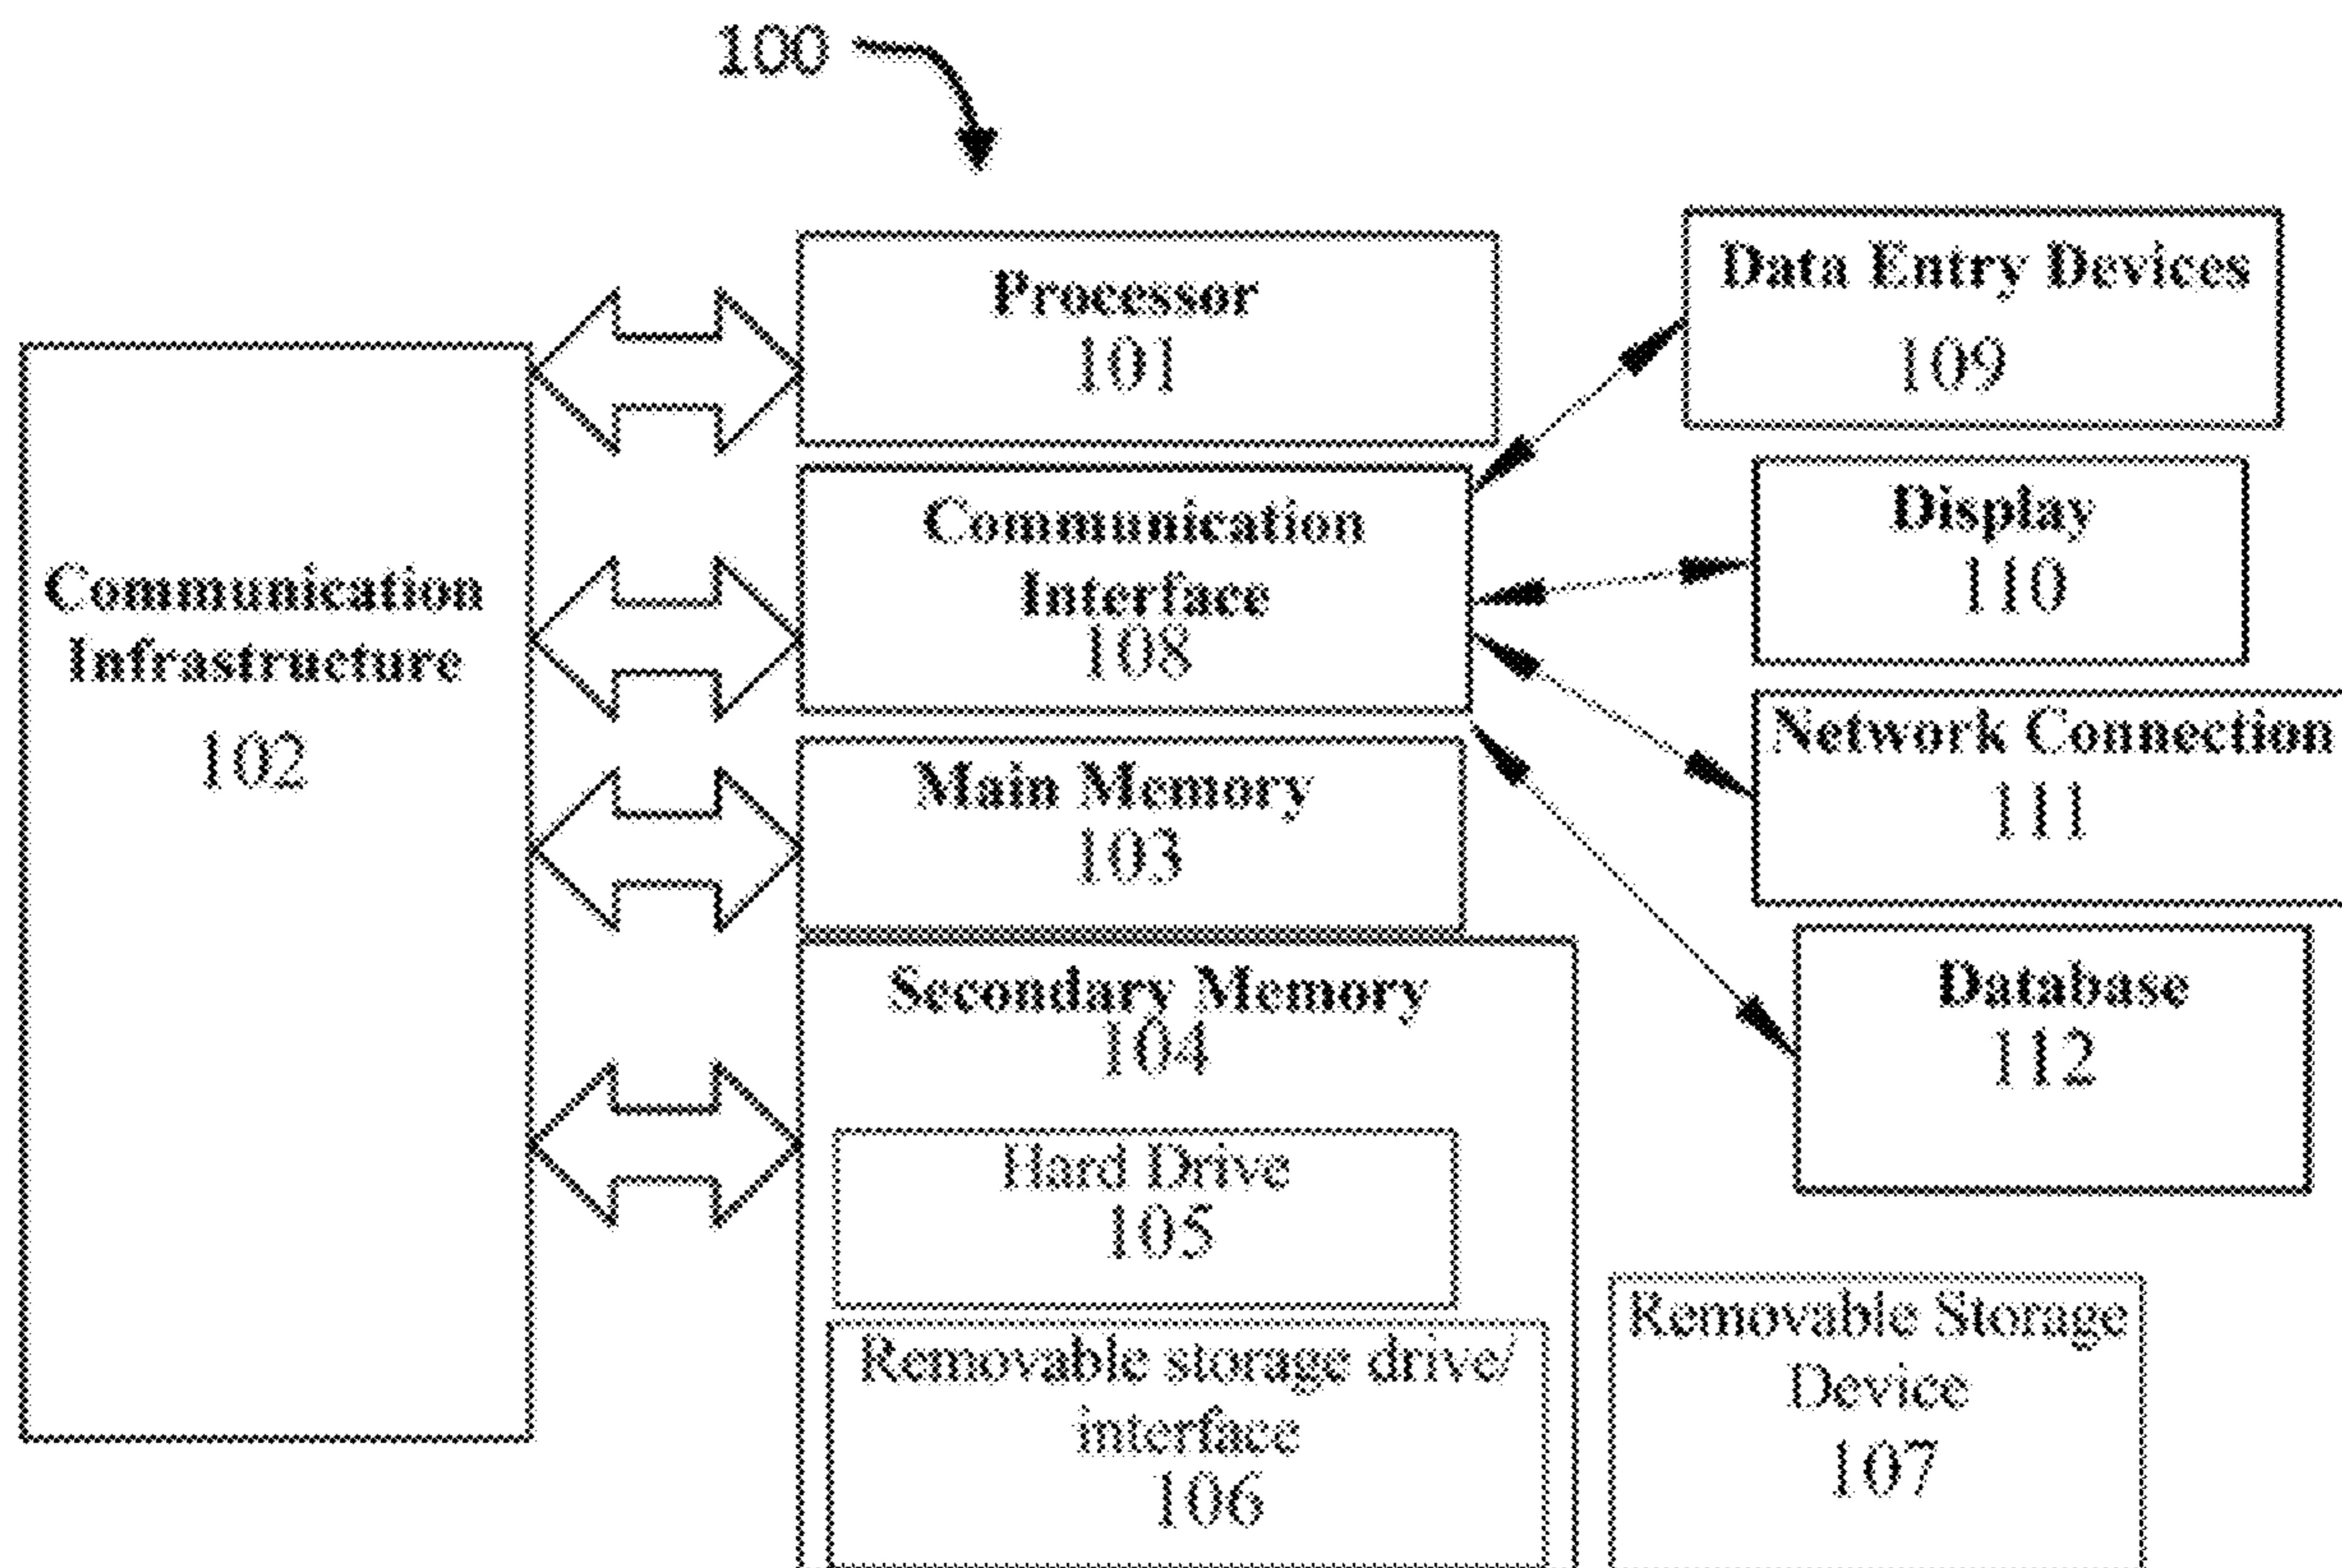 100
Processor
101
Data Entry Devices
109
Communication
Infrastructure
102
Communication
Interface
108
Display
110
Network Connection
111
Main Memory
103
Database
112
Secondary Memory
104
Hard Drive
105
Removable storage drive/
interface
106
Removable Storage
Device
107